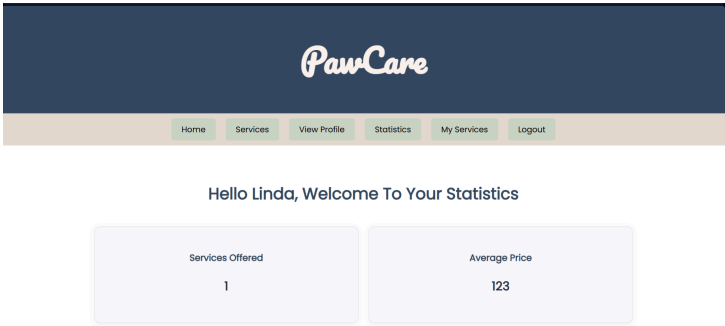 PawCare
Home Services View Profile Statistics My Services Logout
Hello Linda, Welcome To Your Statistics
Services Offered Average Price
1 123